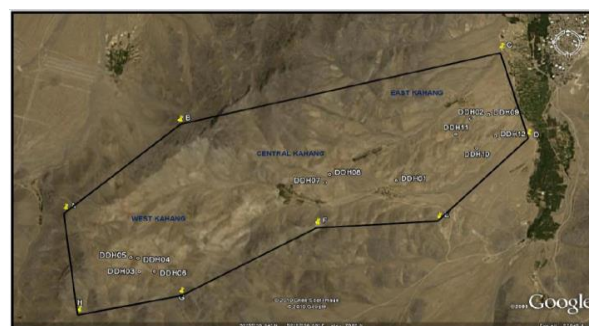 C
EAST KAHANG
DDH02 DDH09
B
DDH11
DDH12 D
CENTRAL KAHANG
DDH10
DDH07 DDH08
DDH01
A
WEST KAHANG
F
E
DDH05 DDH04
DDH03 DDH06
G
H
Google